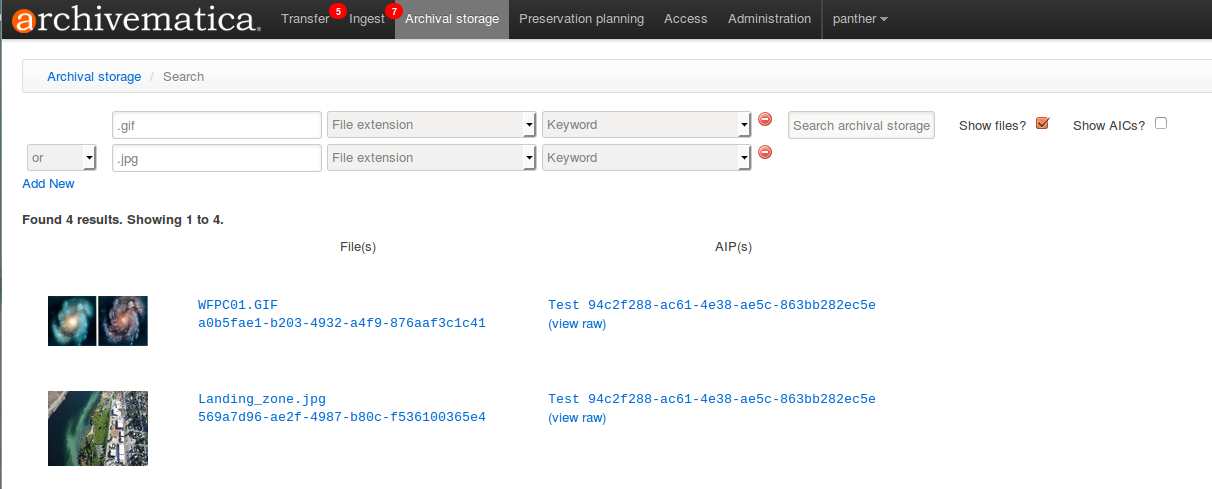 archivematica® Transfer 5 Ingest 7 Archival storage Preservation planning Access Administration panther
Archival storage / Search
.gif File extension Keyword Search archival storage Show files? Show AICs?
or .jpg File extension Keyword
Add New
Found 4 results. Showing 1 to 4.
File(s) AIP(s)
WFPC01.GIF Test 94c2f288-ac61-4e38-ae5c-863bb282ec5e
a0b5fae1-b203-4932-a4f9-876aaf3c1c41 (view raw)
Landing_zone.jpg Test 94c2f288-ac61-4e38-ae5c-863bb282ec5e
569a7d96-ae2f-4987-b80c-f536100365e4 (view raw)